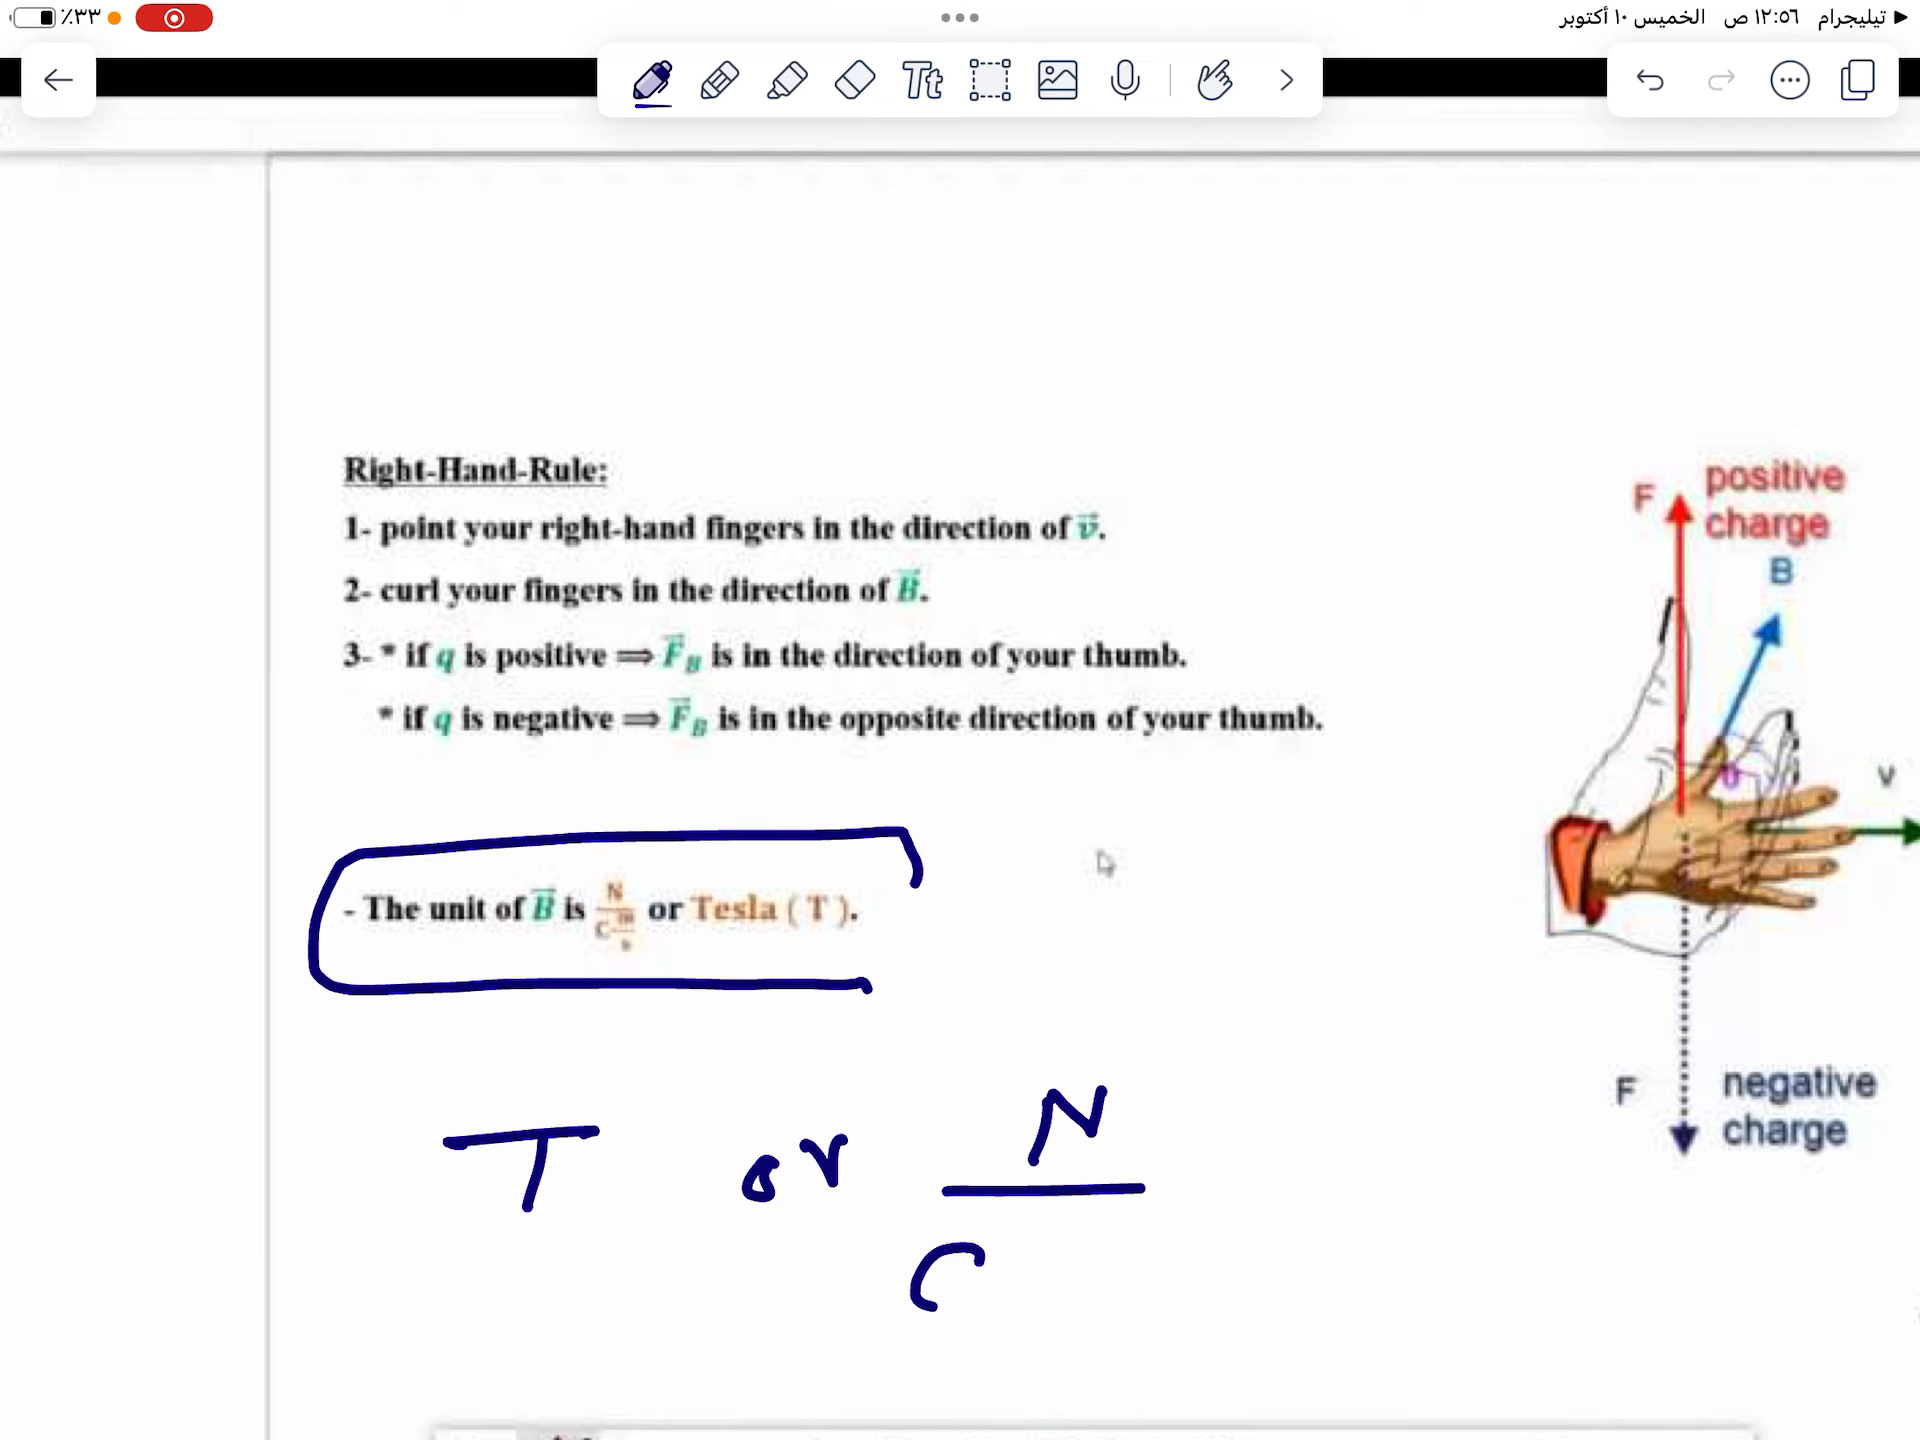 ٪٣٣
◀ تيليجرام ١٢:٥٦ ص الخميس ١٠ أكتوبر
Tt
Right-Hand-Rule:
1- point your right-hand fingers in the direction of v⃗.
2- curl your fingers in the direction of B⃗.
3- * if q is positive ⟹ F⃗_B is in the direction of your thumb.
* if q is negative ⟹ F⃗_B is in the opposite direction of your thumb.
- The unit of B⃗ is N/(C·m/s) or Tesla ( T ).
T or N
C
F positive
charge
B
v
F negative
charge